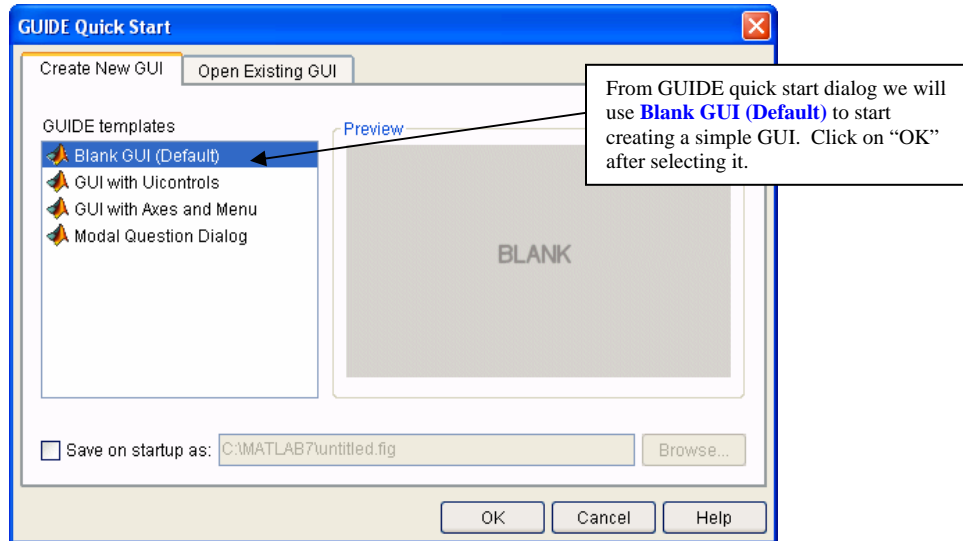 GUIDE Quick Start
Create New GUI
Open Existing GUI
From GUIDE quick start dialog we will
use Blank GUI (Default) to start
creating a simple GUI. Click on “OK”
after selecting it.
GUIDE templates
Preview
Blank GUI (Default)
GUI with Uicontrols
GUI with Axes and Menu
Modal Question Dialog
BLANK
Save on startup as:
C:\MATLAB7\untitled.fig
Browse...
OK
Cancel
Help